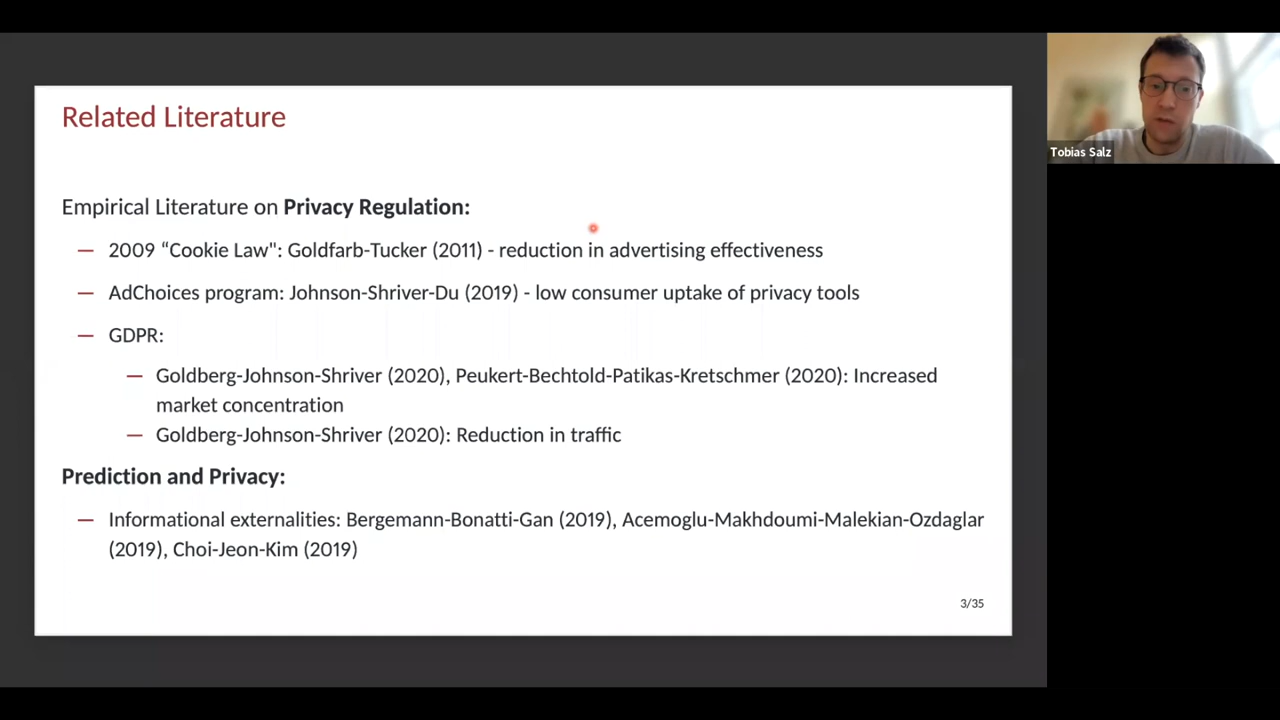 Related Literature
Empirical Literature on Privacy Regulation:
— 2009 “Cookie Law": Goldfarb-Tucker (2011) - reduction in advertising effectiveness
— AdChoices program: Johnson-Shriver-Du (2019) - low consumer uptake of privacy tools
— GDPR:
— Goldberg-Johnson-Shriver (2020), Peukert-Bechtold-Patikas-Kretschmer (2020): Increased
market concentration
— Goldberg-Johnson-Shriver (2020): Reduction in traffic
Prediction and Privacy:
— Informational externalities: Bergemann-Bonatti-Gan (2019), Acemoglu-Makhdoumi-Malekian-Ozdaglar
(2019), Choi-Jeon-Kim (2019)
3/35
Tobias Salz